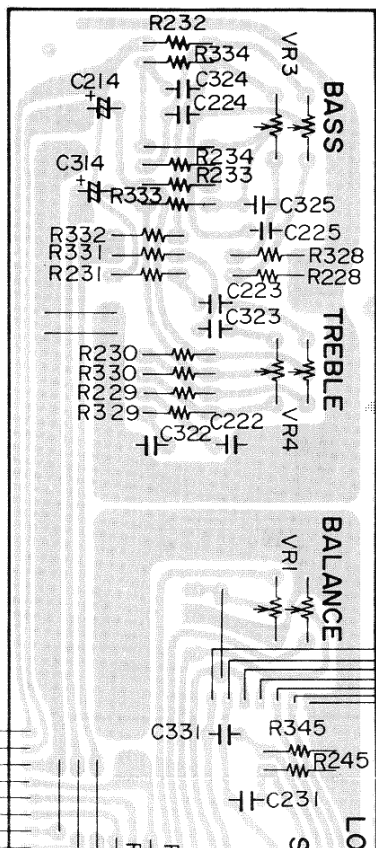 R232
R334
C324
C224
C214
VR3
BASS
R234
R233
R333
C314
C325
C225
R332
R331
R231
R328
R228
C223
C323
TREBLE
R230
R330
R229
R329
C322
C222
VR4
BALANCE
VR1
C331
R345
R245
C231
LO
S
F
F